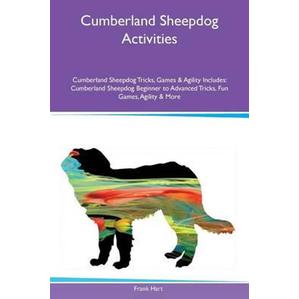 Cumberland Sheepdog
Activities
Cumberland Sheepdog Tricks, Games & Agility Includes:
Cumberland Sheepdog Beginner to Advanced Tricks, Fun
Games, Agility & More
Frank Hart